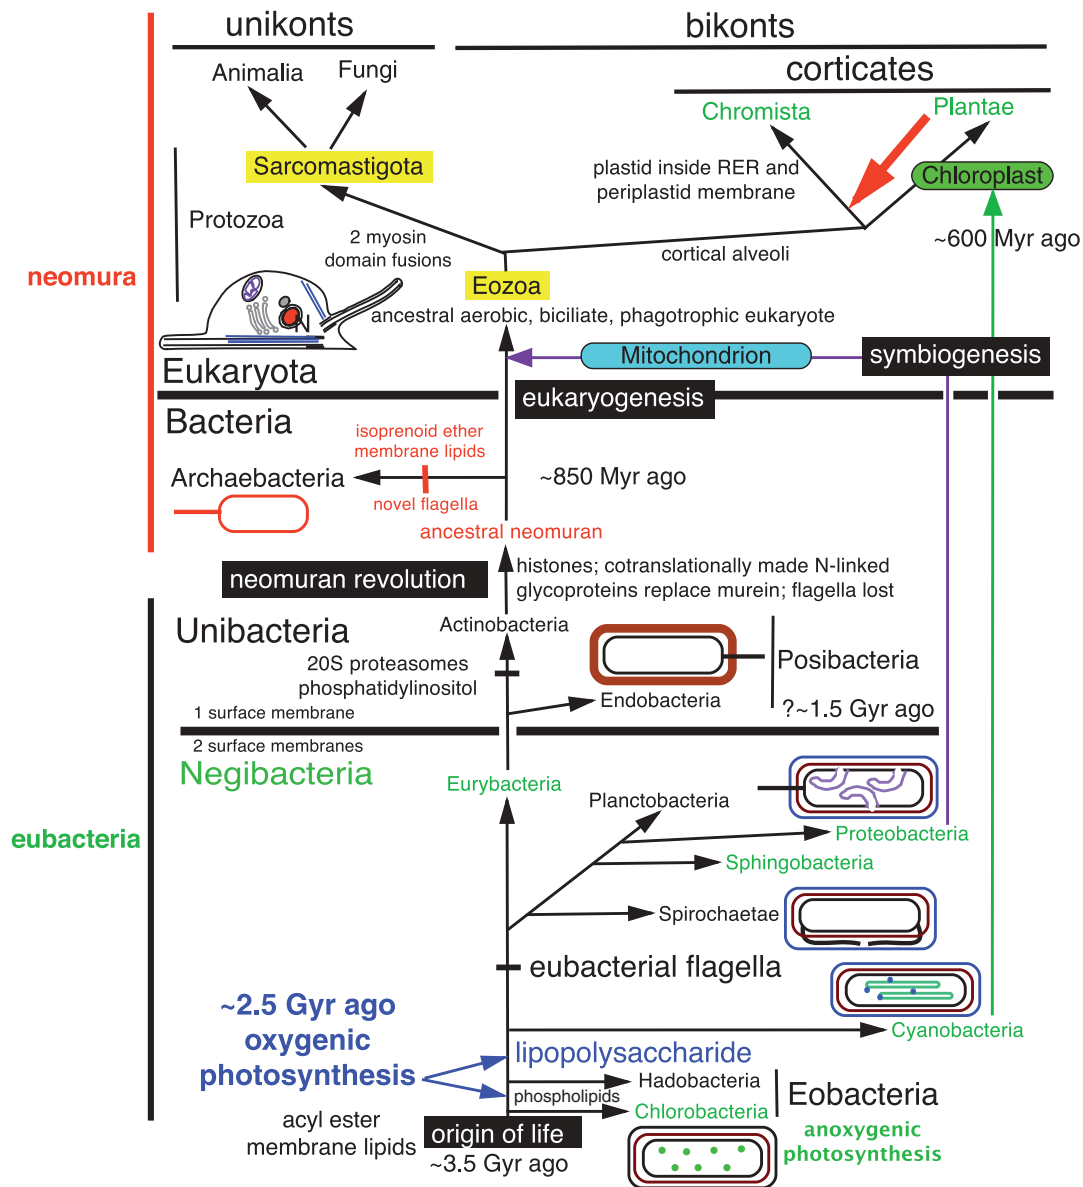 unikonts
bikonts
Animalia
Fungi
corticates
Chromista
Plantae
Sarcomastigota
plastid inside RER and
periplastid membrane
Chloroplast
Protozoa
2 myosin
domain fusions
cortical alveoli
~600 Myr ago
neomura
Eozoa
N
ancestral aerobic, biciliate, phagotrophic eukaryote
Mitochondrion
symbiogenesis
Eukaryota
eukaryogenesis
Bacteria
isoprenoid ether
membrane lipids
Archaebacteria
~850 Myr ago
novel flagella
ancestral neomuran
neomuran revolution
histones; cotranslationally made N-linked
glycoproteins replace murein; flagella lost
Unibacteria
Actinobacteria
20S proteasomes
phosphatidylinositol
Posibacteria
Endobacteria
1 surface membrane
?~1.5 Gyr ago
2 surface membranes
Negibacteria
Eurybacteria
Planctobacteria
eubacteria
Proteobacteria
Sphingobacteria
Spirochaetae
eubacterial flagella
~2.5 Gyr ago
oxygenic
photosynthesis
Cyanobacteria
lipopolysaccharide
Hadobacteria
phospholipids
Eobacteria
Chlorobacteria
acyl ester
membrane lipids
origin of life
anoxygenic
photosynthesis
~3.5 Gyr ago